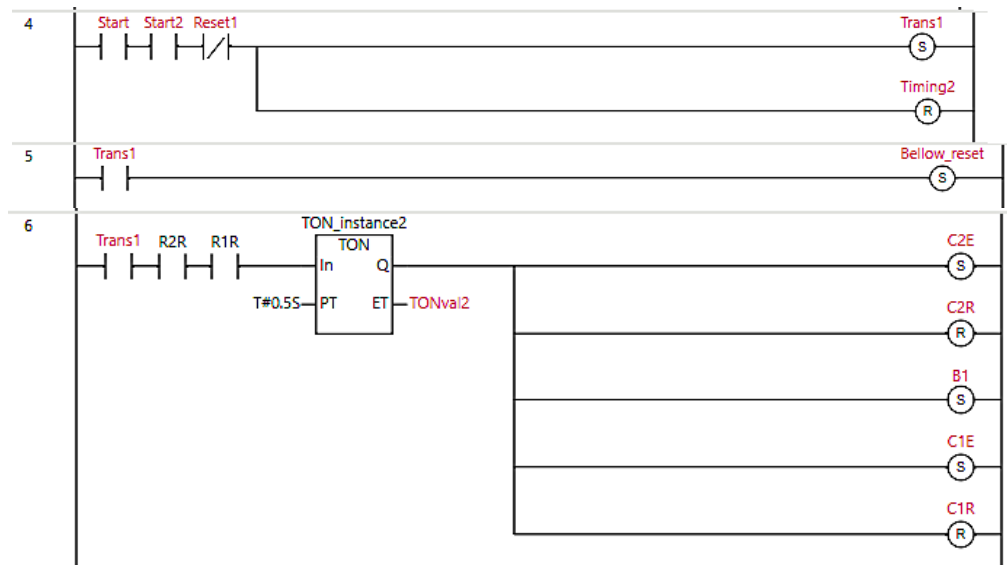 4
Start Start2 Reset1 Trans1
S
Timing2
R
5
Trans1 Bellow_reset
S
6
TON_instance2
Trans1 R2R R1R TON C2E
In Q S
T#0.5S PT ET TONval2 C2R
R
B1
S
C1E
S
C1R
R